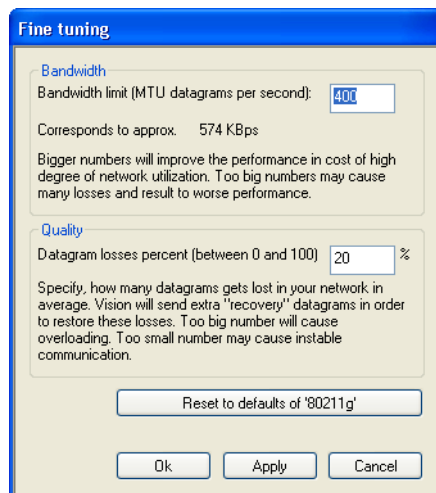 Fine tuning
Bandwidth
Bandwidth limit (MTU datagrams per second): 400
Corresponds to approx. 574 KBps
Bigger numbers will improve the performance in cost of high
degree of network utilization. Too big numbers may cause
many losses and result to worse performance.
Quality
Datagram losses percent (between 0 and 100) 20 %
Specify, how many datagrams gets lost in your network in
average. Vision will send extra "recovery" datagrams in order
to restore these losses. Too big number will cause
overloading. Too small number may cause instable
communication.
Reset to defaults of '80211g'
Ok Apply Cancel